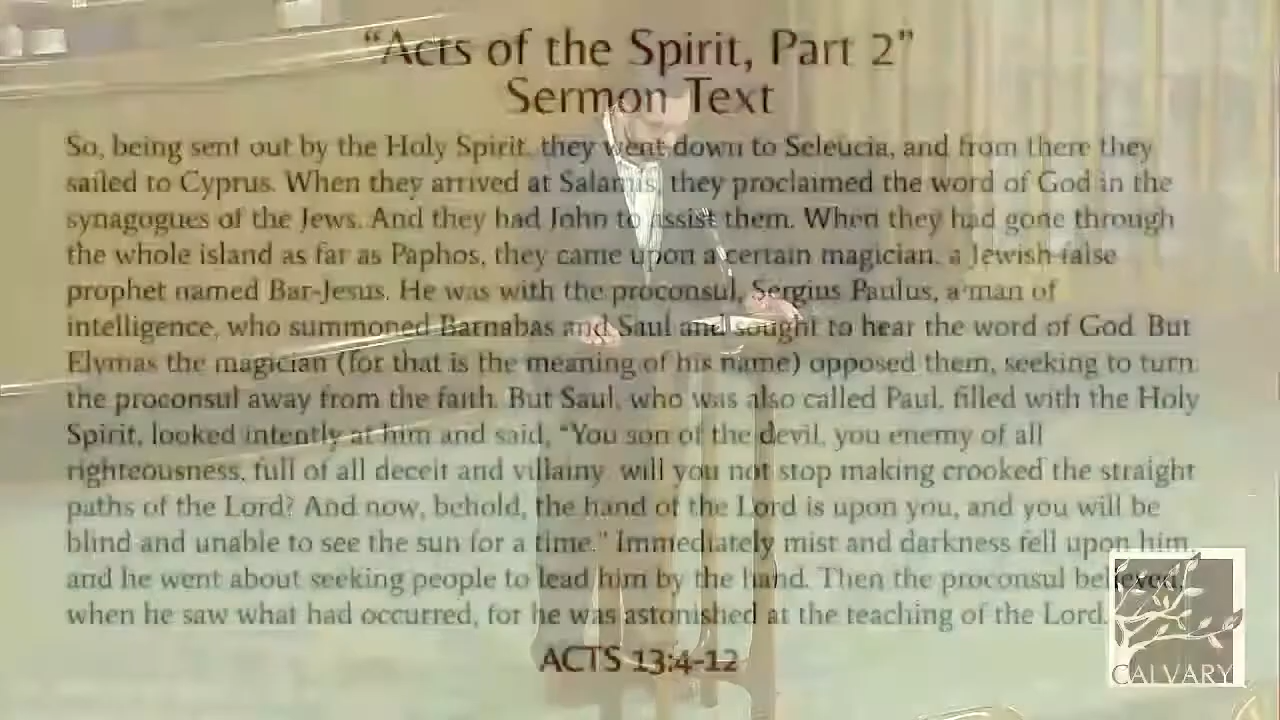 “Acts of the Spirit, Part 2”
Sermon Text
So, being sent out by the Holy Spirit, they went down to Seleucia, and from there they
sailed to Cyprus. When they arrived at Salamis, they proclaimed the word of God in the
synagogues of the Jews. And they had John to assist them. When they had gone through
the whole island as far as Paphos, they came upon a certain magician, a Jewish false
prophet named Bar-Jesus. He was with the proconsul, Sergius Paulus, a man of
intelligence, who summoned Barnabas and Saul and sought to hear the word of God. But
Elymas the magician (for that is the meaning of his name) opposed them, seeking to turn
the proconsul away from the faith. But Saul, who was also called Paul, filled with the Holy
Spirit, looked intently at him and said, “You son of the devil, you enemy of all
righteousness, full of all deceit and villainy, will you not stop making crooked the straight
paths of the Lord? And now, behold, the hand of the Lord is upon you, and you will be
blind and unable to see the sun for a time.” Immediately mist and darkness fell upon him,
and he went about seeking people to lead him by the hand. Then the proconsul believed,
when he saw what had occurred, for he was astonished at the teaching of the Lord.
ACTS 13:4-12
CALVARY